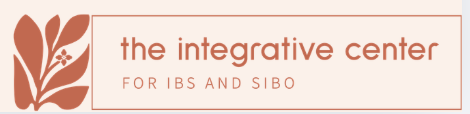 the integrative center
FOR IBS AND SIBO